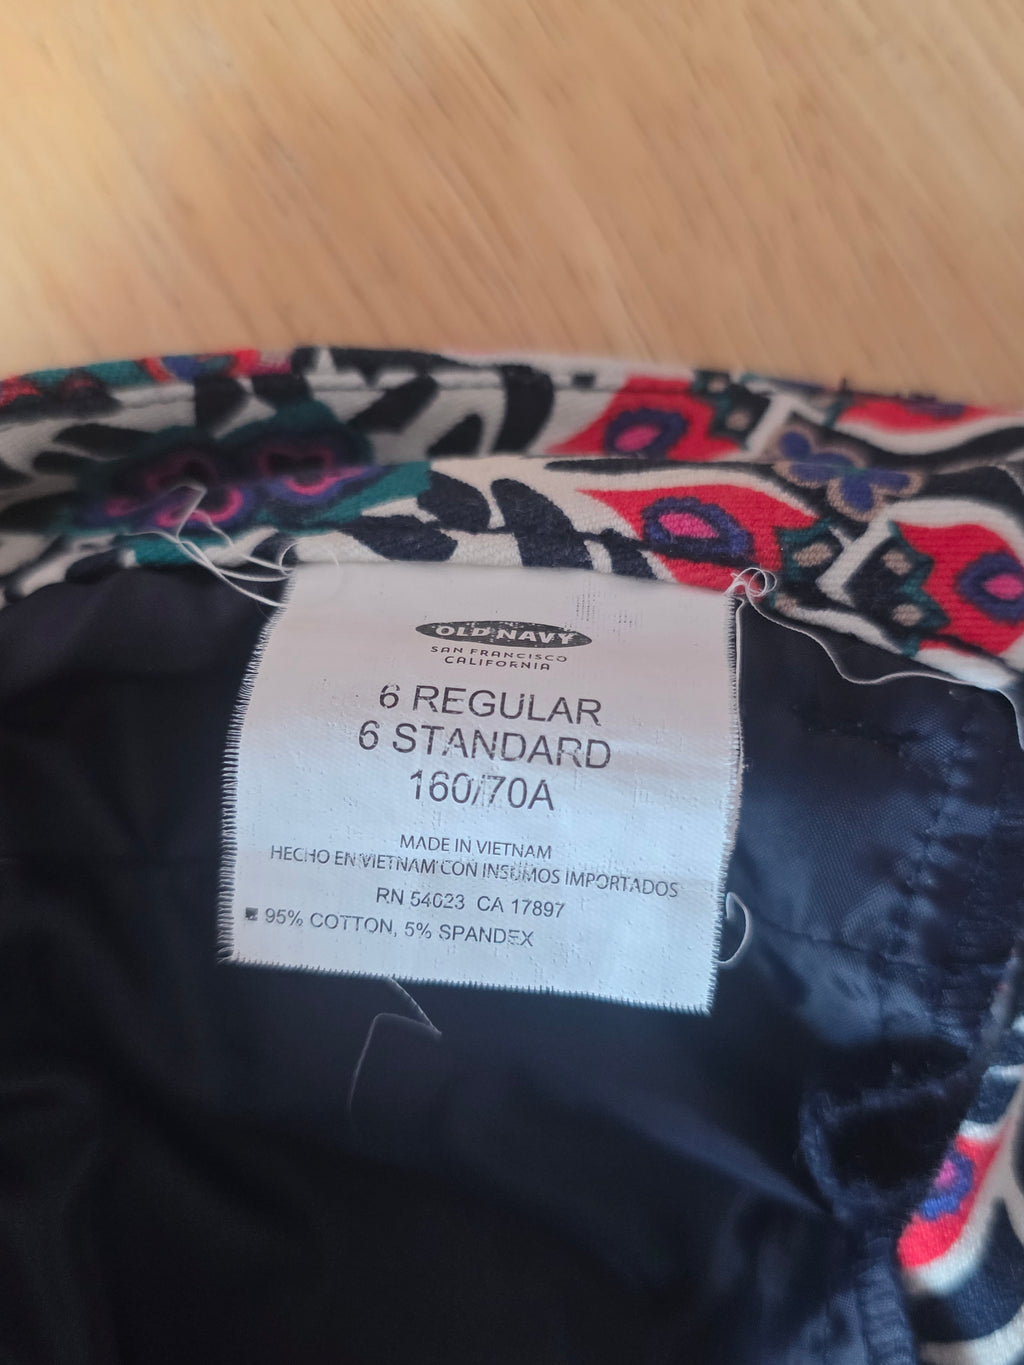 OLD NAVY
SAN FRANCISCO
CALIFORNIA
6 REGULAR
6 STANDARD
160/70A
MADE IN VIETNAM
HECHO EN VIETNAM CON INSUMOS IMPORTADOS
RN 54023 CA 17897
95% COTTON, 5% SPANDEX